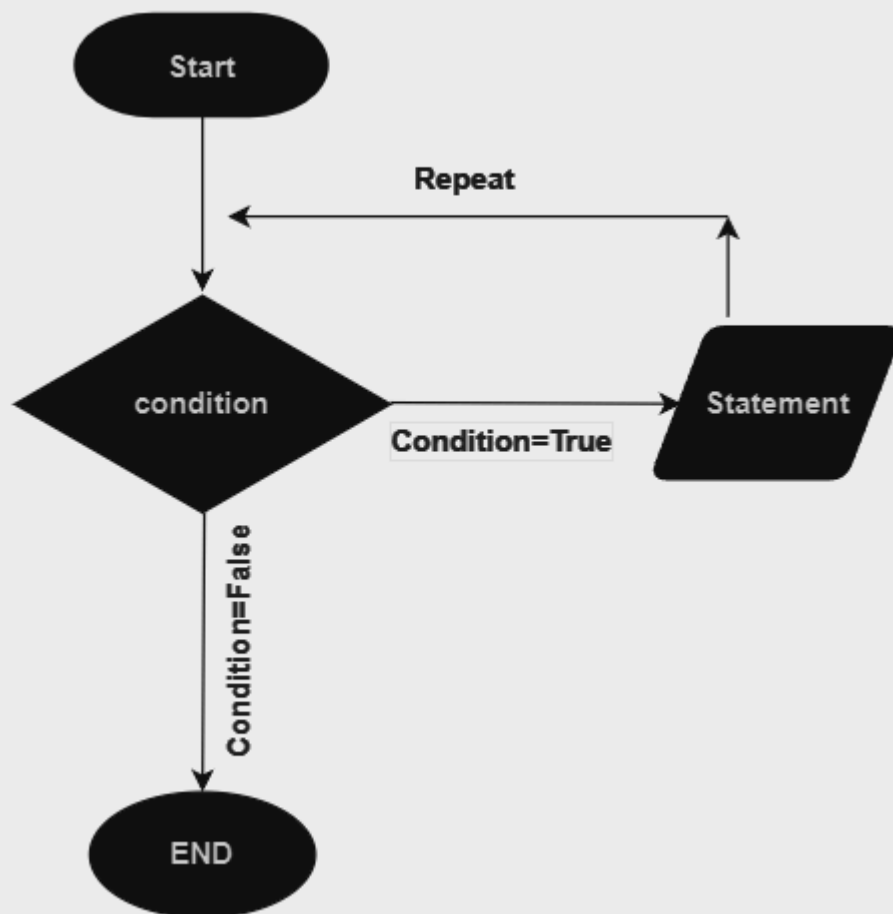 Start
Repeat
condition
Condition=True
Statement
Condition=False
END